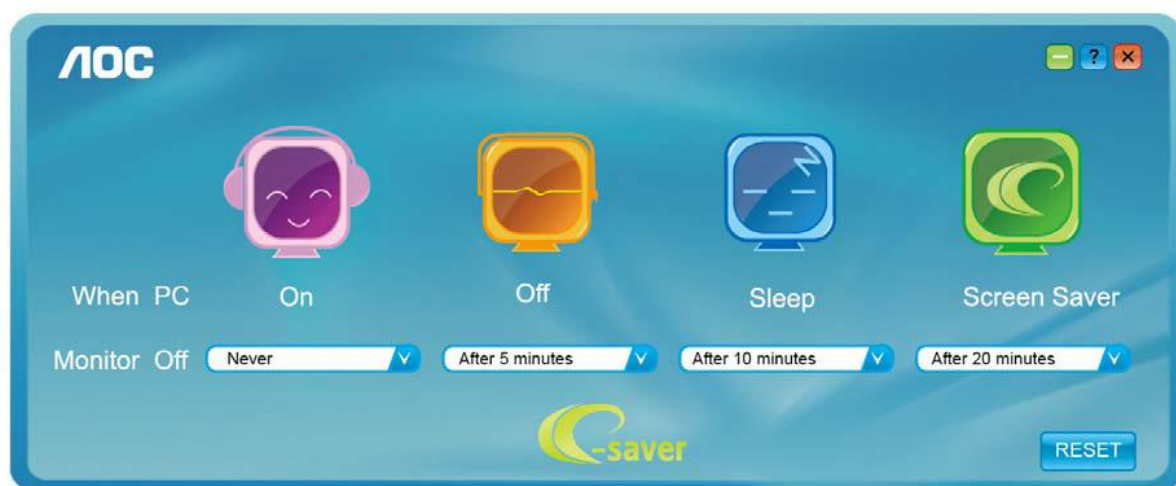 AOC
?
On
Off
Sleep
Screen Saver
When PC
Monitor Off
Never
After 5 minutes
After 10 minutes
After 20 minutes
e-saver
RESET